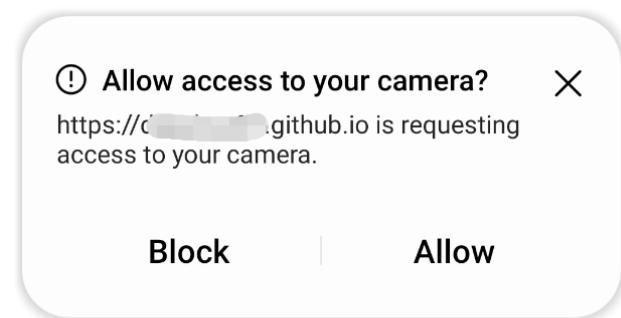 Allow access to your camera?
https://d .github.io is requesting
access to your camera.
Block
Allow